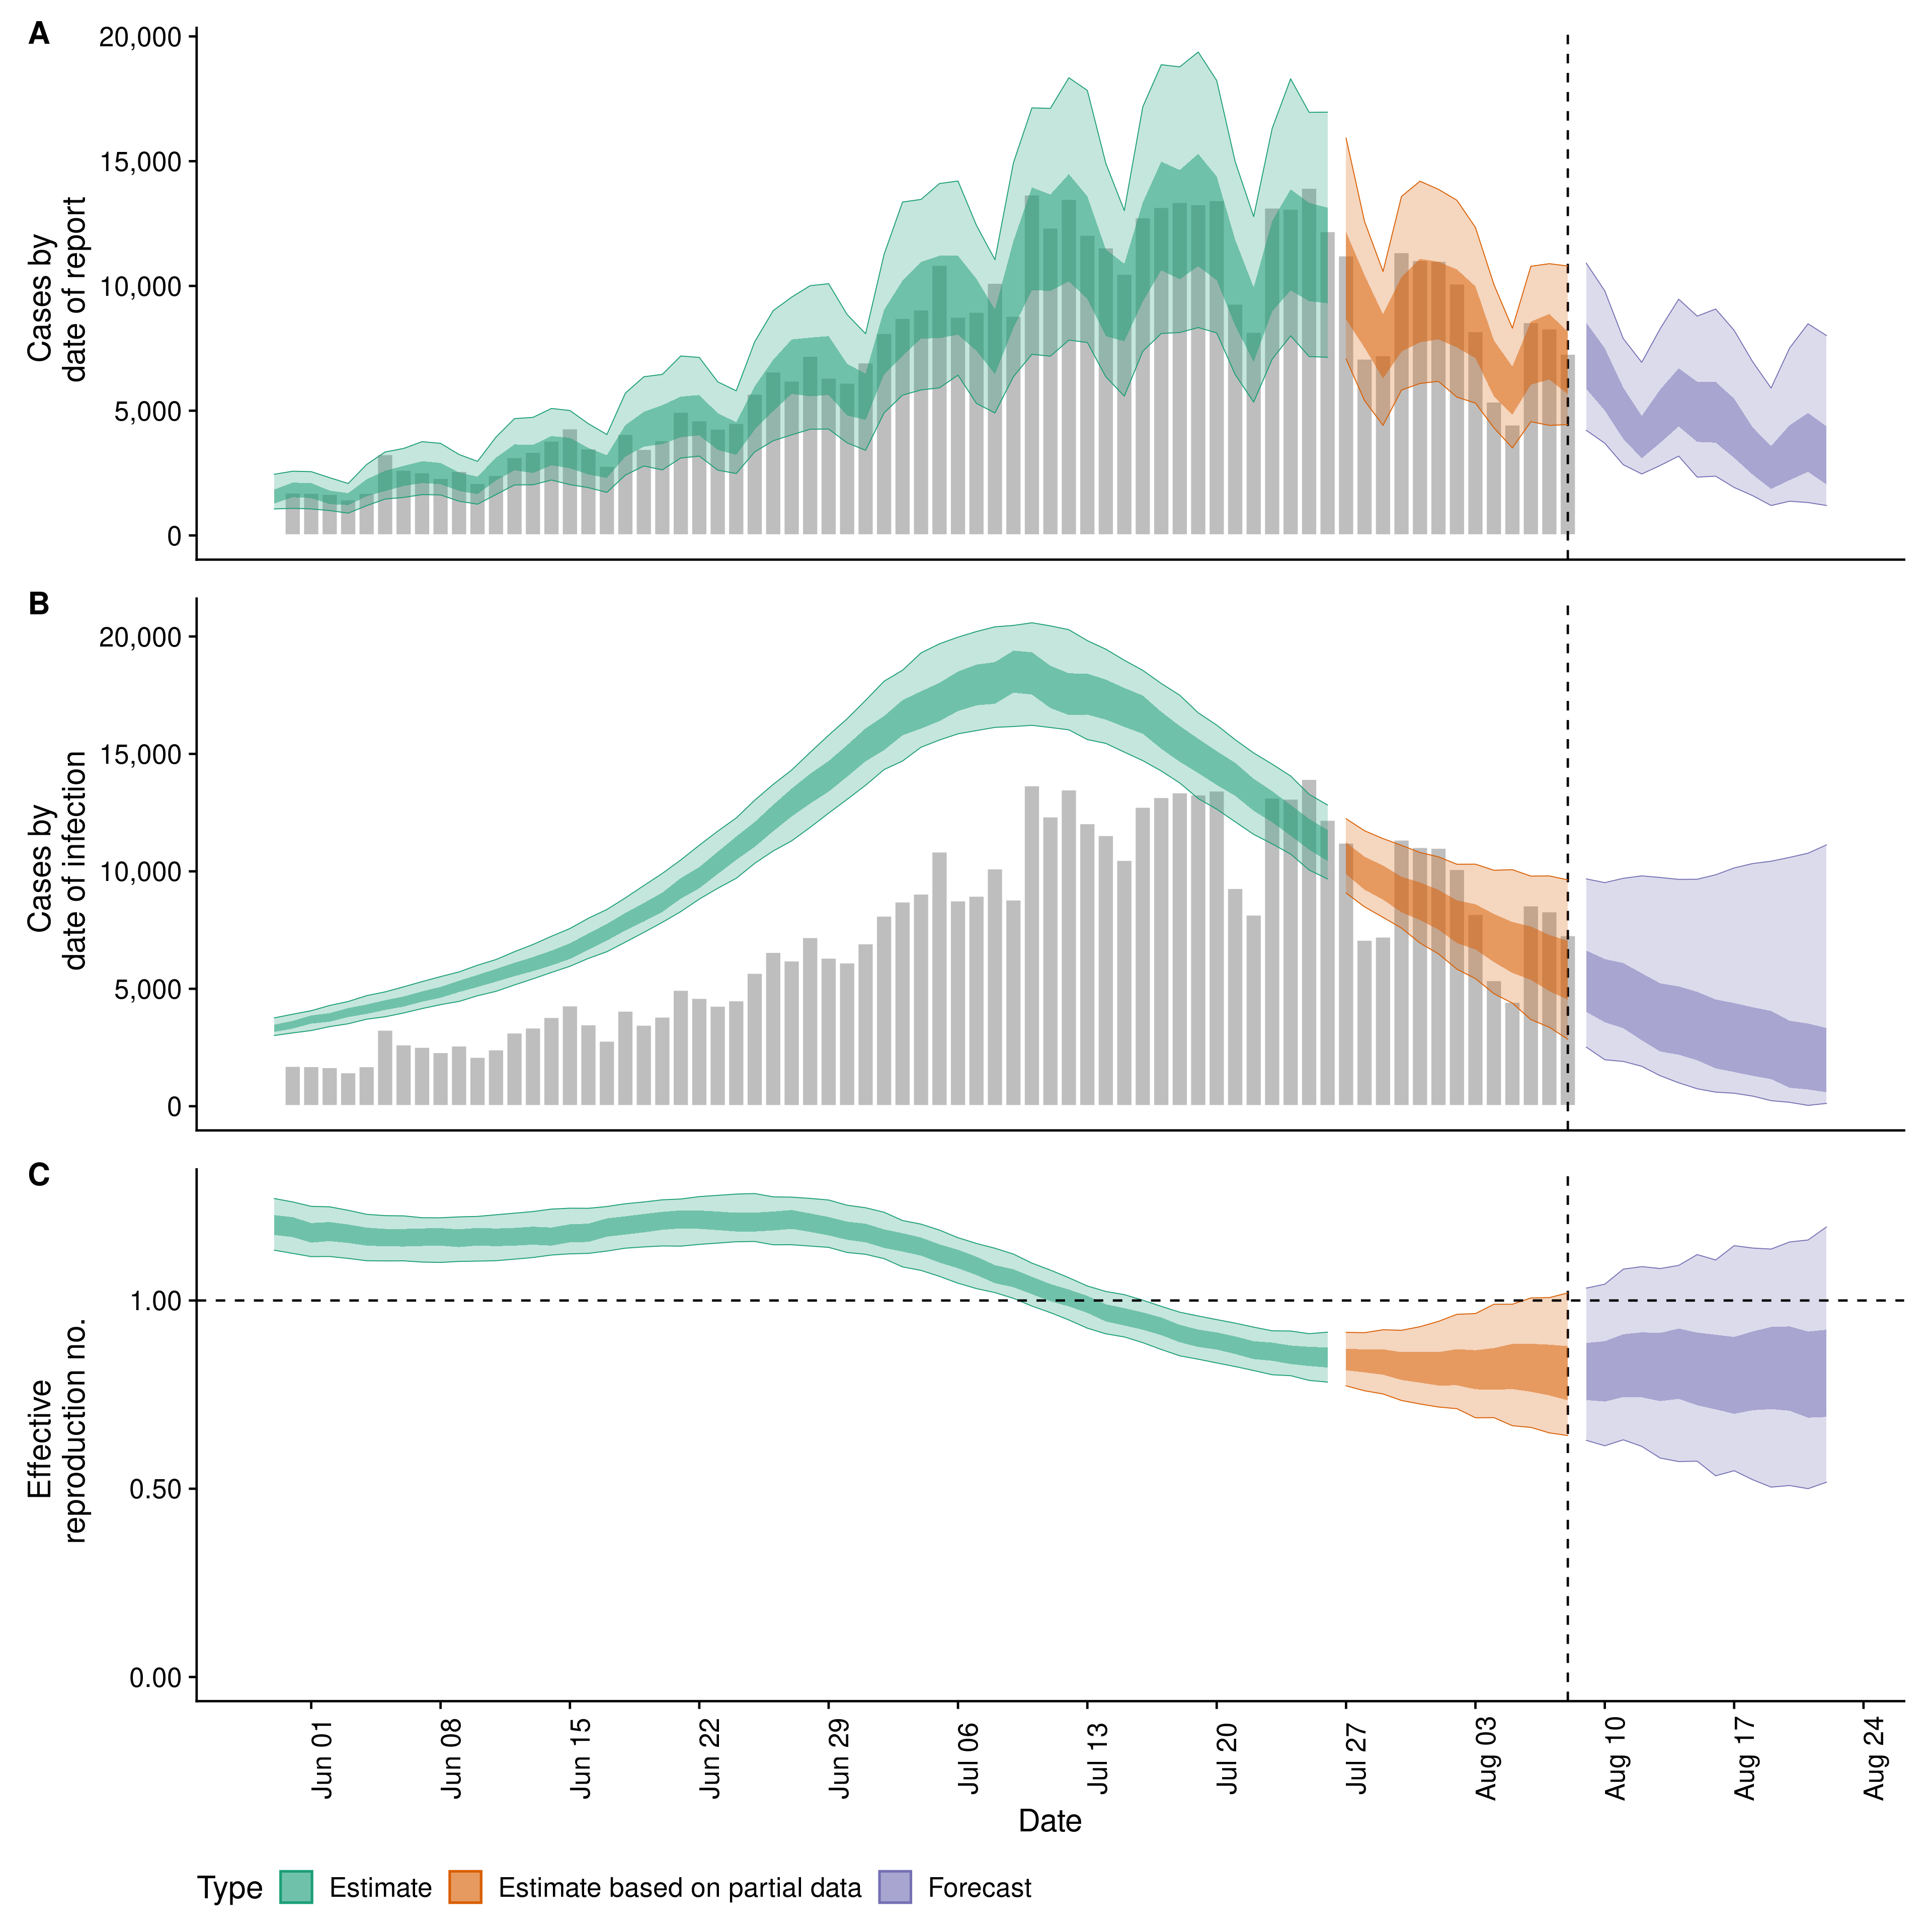 A
20,000
15,000
10,000
5,000
0
Cases by
date of report
B
20,000
15,000
10,000
5,000
0
Cases by
date of infection
C
1.00
0.50
0.00
Effective
reproduction no.
Jun 01
Jun 08
Jun 15
Jun 22
Jun 29
Jul 06
Jul 13
Jul 20
Jul 27
Aug 03
Aug 10
Aug 17
Aug 24
Date
Type Estimate Estimate based on partial data Forecast